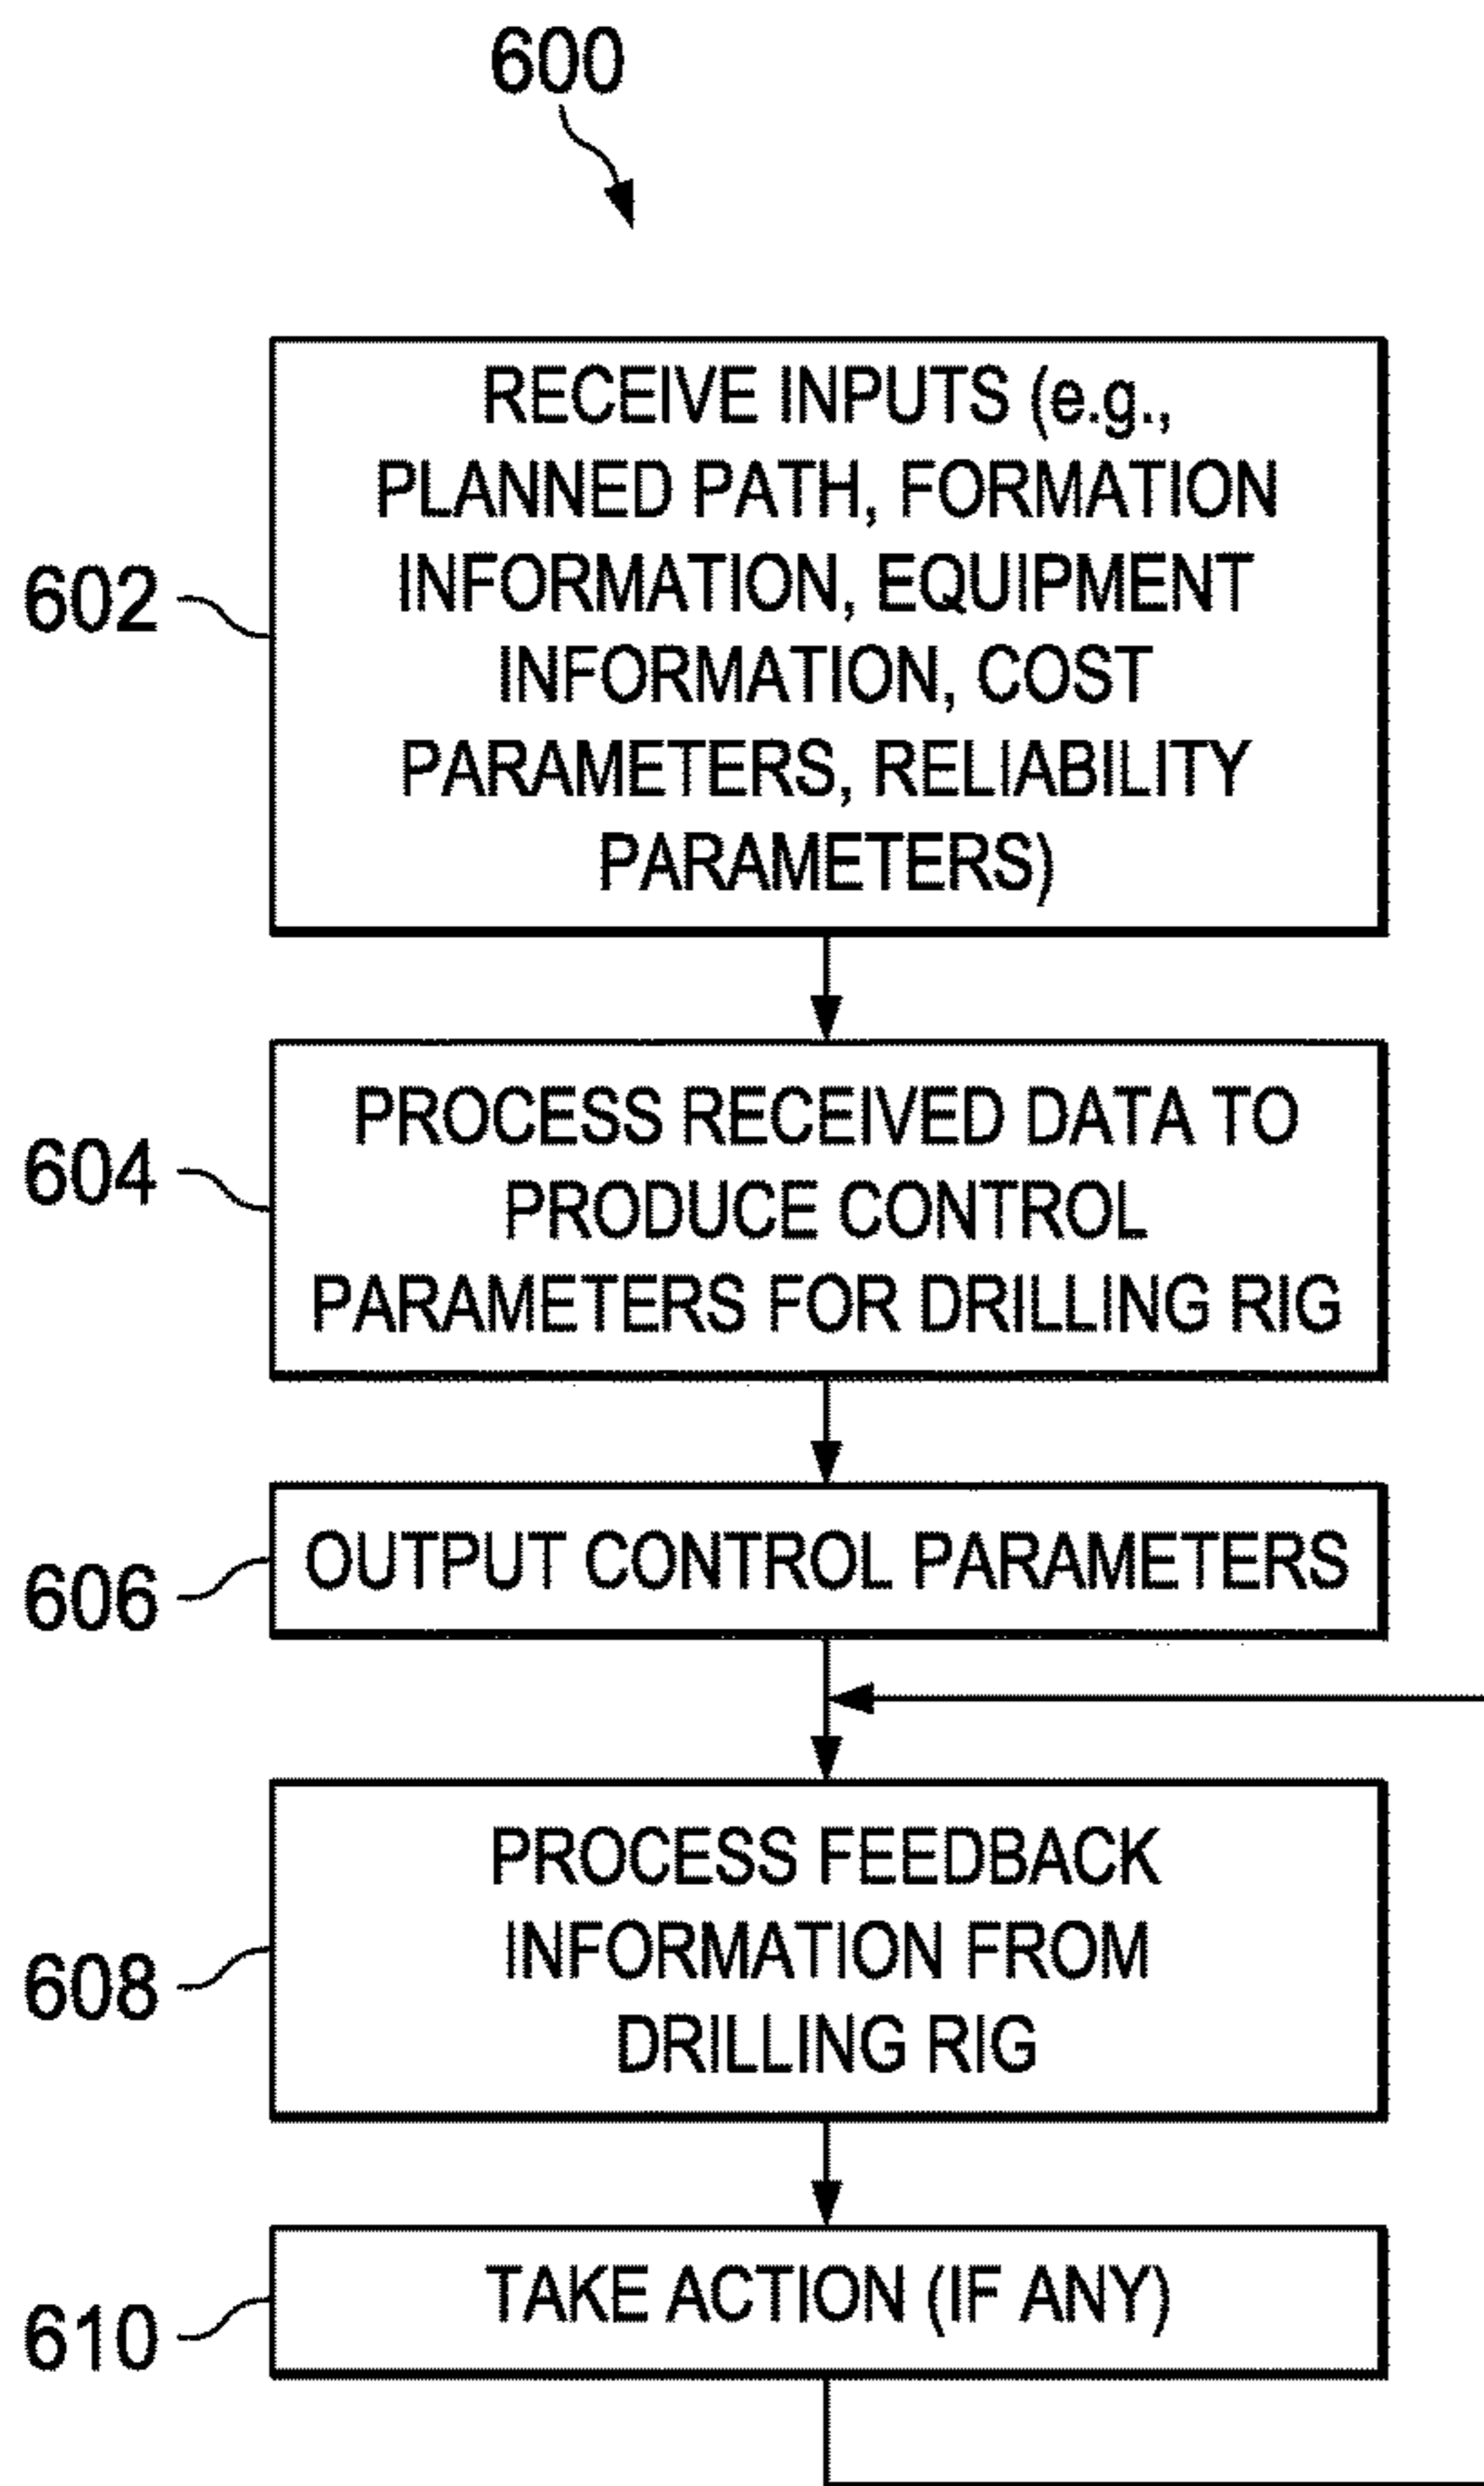 600
602
RECEIVE INPUTS (e.g.,
PLANNED PATH, FORMATION
INFORMATION, EQUIPMENT
INFORMATION, COST
PARAMETERS, RELIABILITY
PARAMETERS)
604
PROCESS RECEIVED DATA TO
PRODUCE CONTROL
PARAMETERS FOR DRILLING RIG
606
OUTPUT CONTROL PARAMETERS
608
PROCESS FEEDBACK
INFORMATION FROM
DRILLING RIG
610
TAKE ACTION (IF ANY)